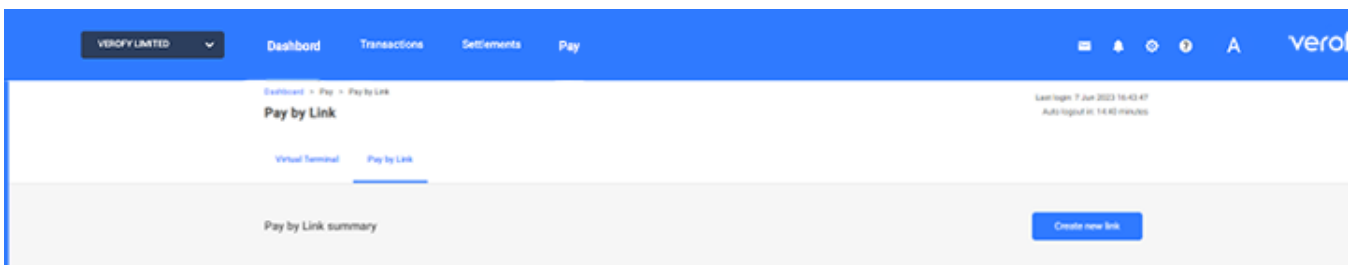 VEROFY LIMITED Dashbord Transactions Settlements Pay A verof
Dashboard > Pay > Pay by Link
Last login: 7 Jun 2023 16:43:47
Pay by Link
Auto logout in: 14:40 minutes
Virtual Terminal Pay by Link
Pay by Link summary
Create new link